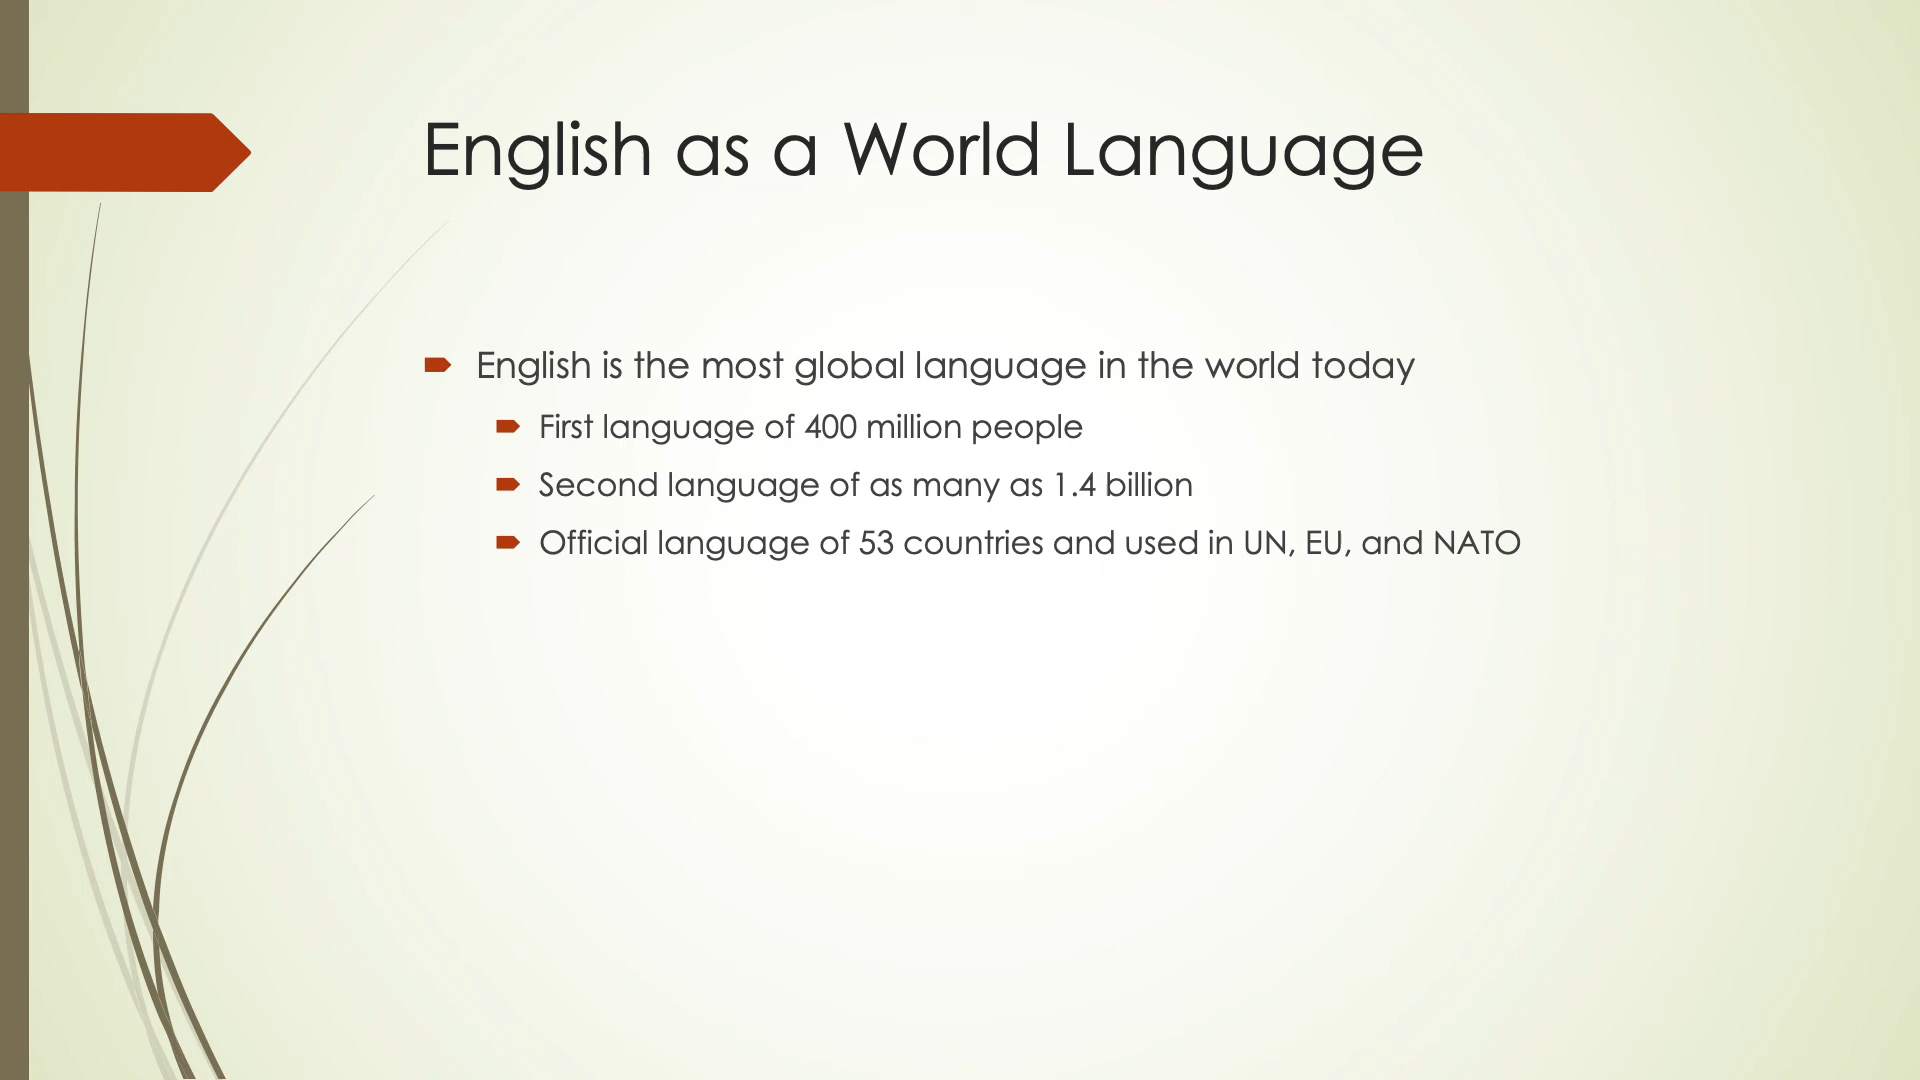 English as a World Language
English is the most global language in the world today
First language of 400 million people
Second language of as many as 1.4 billion
Official language of 53 countries and used in UN, EU, and NATO